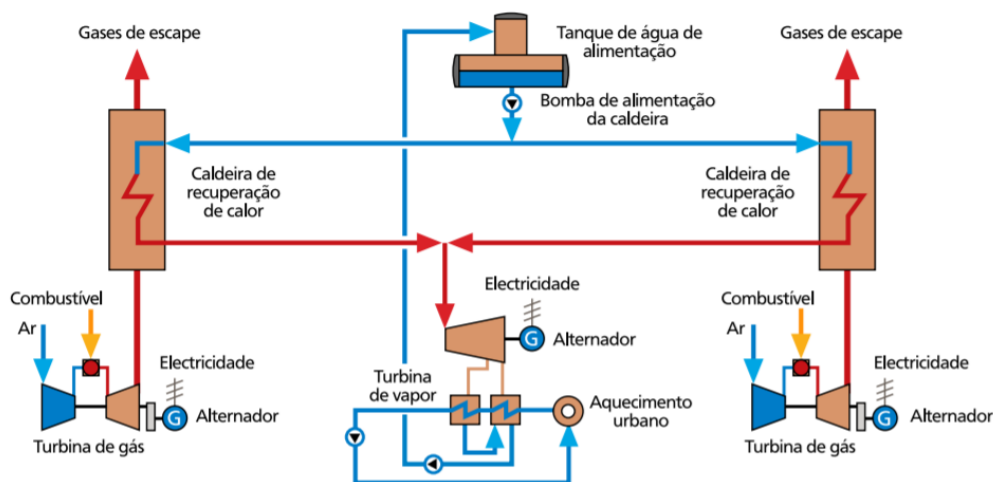 Gases de escape
Tanque de água de
alimentação
Gases de escape
Bomba de alimentação
da caldeira
Caldeira de
recuperação
de calor
Caldeira de
recuperação
de calor
Combustível
Ar
Electricidade
G
Alternador
Turbina de gás
Electricidade
G
Alternador
Turbina
de vapor
Aquecimento
urbano
Combustível
Ar
Electricidade
G
Alternador
Turbina de gás